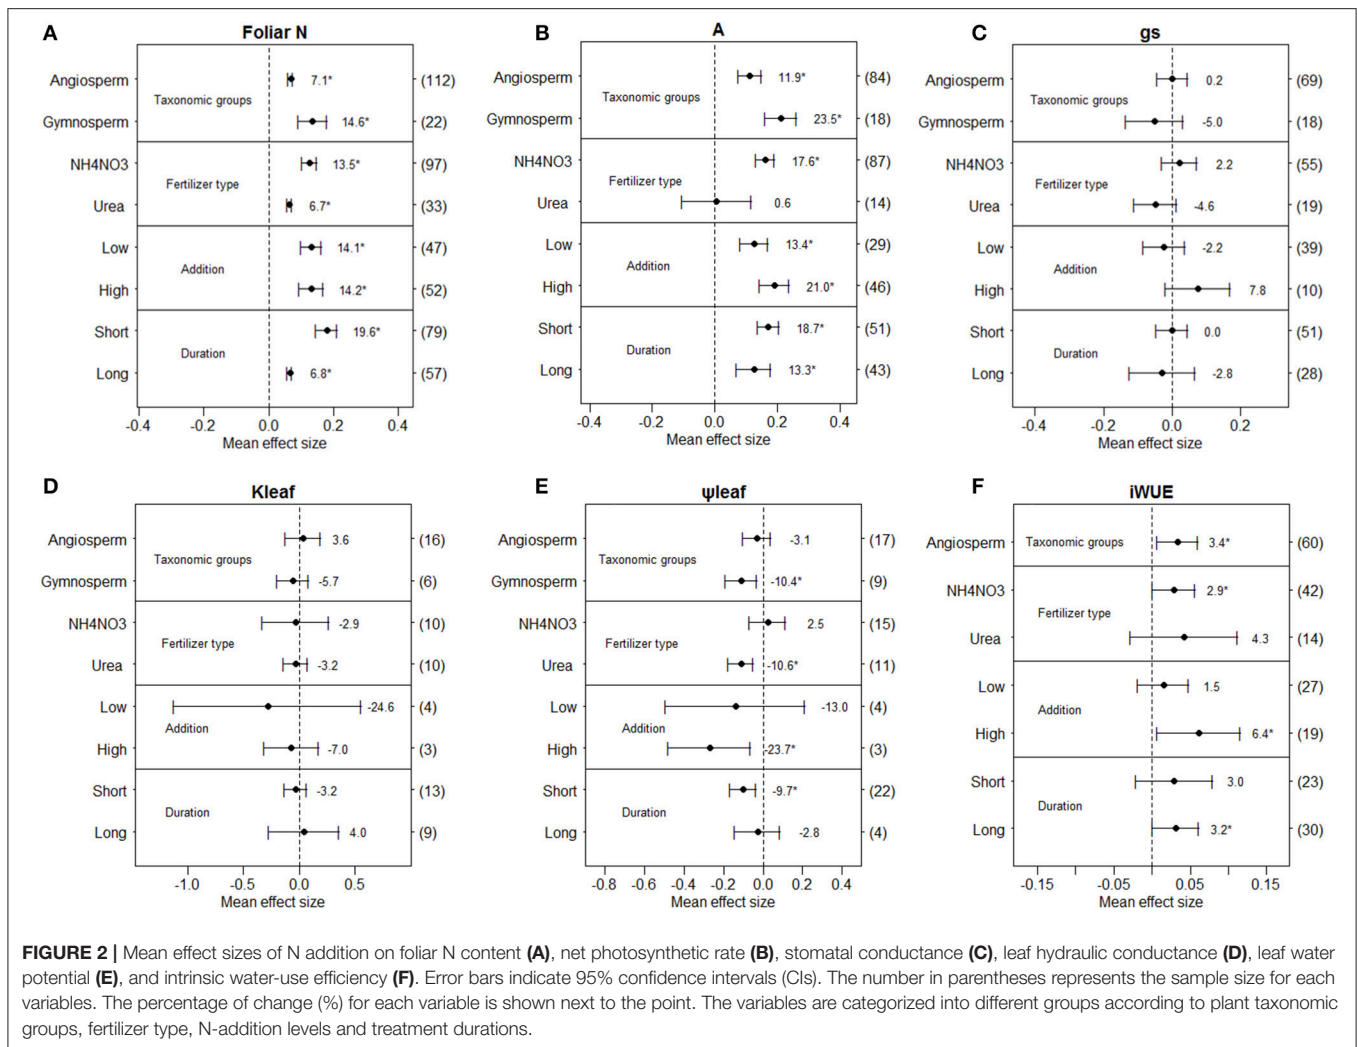 A
Foliar N
Angiosperm
7.1*
(112)
Taxonomic groups
Gymnosperm
14.6*
(22)
NH4NO3
13.5*
(97)
Fertilizer type
Urea
6.7*
(33)
Low
14.1*
(47)
Addition
High
14.2*
(52)
Short
19.6*
(79)
Duration
Long
6.8*
(57)
-0.4 -0.2 0.0 0.2 0.4
Mean effect size
B
A
Angiosperm
11.9*
(84)
Taxonomic groups
Gymnosperm
23.5*
(18)
NH4NO3
17.6*
(87)
Fertilizer type
Urea
0.6
(14)
Low
13.4*
(29)
Addition
High
21.0*
(46)
Short
18.7*
(51)
Duration
Long
13.3*
(43)
-0.4 -0.2 0.0 0.2 0.4
Mean effect size
C
gs
Angiosperm
0.2
(69)
Taxonomic groups
Gymnosperm
-5.0
(18)
NH4NO3
2.2
(55)
Fertilizer type
Urea
-4.6
(19)
Low
-2.2
(39)
Addition
High
7.8
(10)
Short
0.0
(51)
Duration
Long
-2.8
(28)
-0.4 -0.2 0.0 0.2
Mean effect size
D
Kleaf
Angiosperm
3.6
(16)
Taxonomic groups
Gymnosperm
-5.7
(6)
NH4NO3
-2.9
(10)
Fertilizer type
Urea
-3.2
(10)
Low
-24.6
(4)
Addition
High
-7.0
(3)
Short
-3.2
(13)
Duration
Long
4.0
(9)
-1.0 -0.5 0.0 0.5
Mean effect size
E
ψleaf
Angiosperm
-3.1
(17)
Taxonomic groups
Gymnosperm
-10.4*
(9)
NH4NO3
2.5
(15)
Fertilizer type
Urea
-10.6*
(11)
Low
-13.0
(4)
Addition
High
-23.7*
(3)
Short
-9.7*
(22)
Duration
Long
-2.8
(4)
-0.8 -0.6 -0.4 -0.2 0.0 0.2 0.4
Mean effect size
F
iWUE
Angiosperm
Taxonomic groups
3.4*
(60)
NH4NO3
2.9*
(42)
Fertilizer type
Urea
4.3
(14)
Low
1.5
(27)
Addition
High
6.4*
(19)
Short
3.0
(23)
Duration
Long
3.2*
(30)
-0.15 -0.05 0.05 0.15
Mean effect size
FIGURE 2 | Mean effect sizes of N addition on foliar N content (A), net photosynthetic rate (B), stomatal conductance (C), leaf hydraulic conductance (D), leaf water
potential (E), and intrinsic water-use efficiency (F). Error bars indicate 95% confidence intervals (CIs). The number in parentheses represents the sample size for each
variables. The percentage of change (%) for each variable is shown next to the point. The variables are categorized into different groups according to plant taxonomic
groups, fertilizer type, N-addition levels and treatment durations.